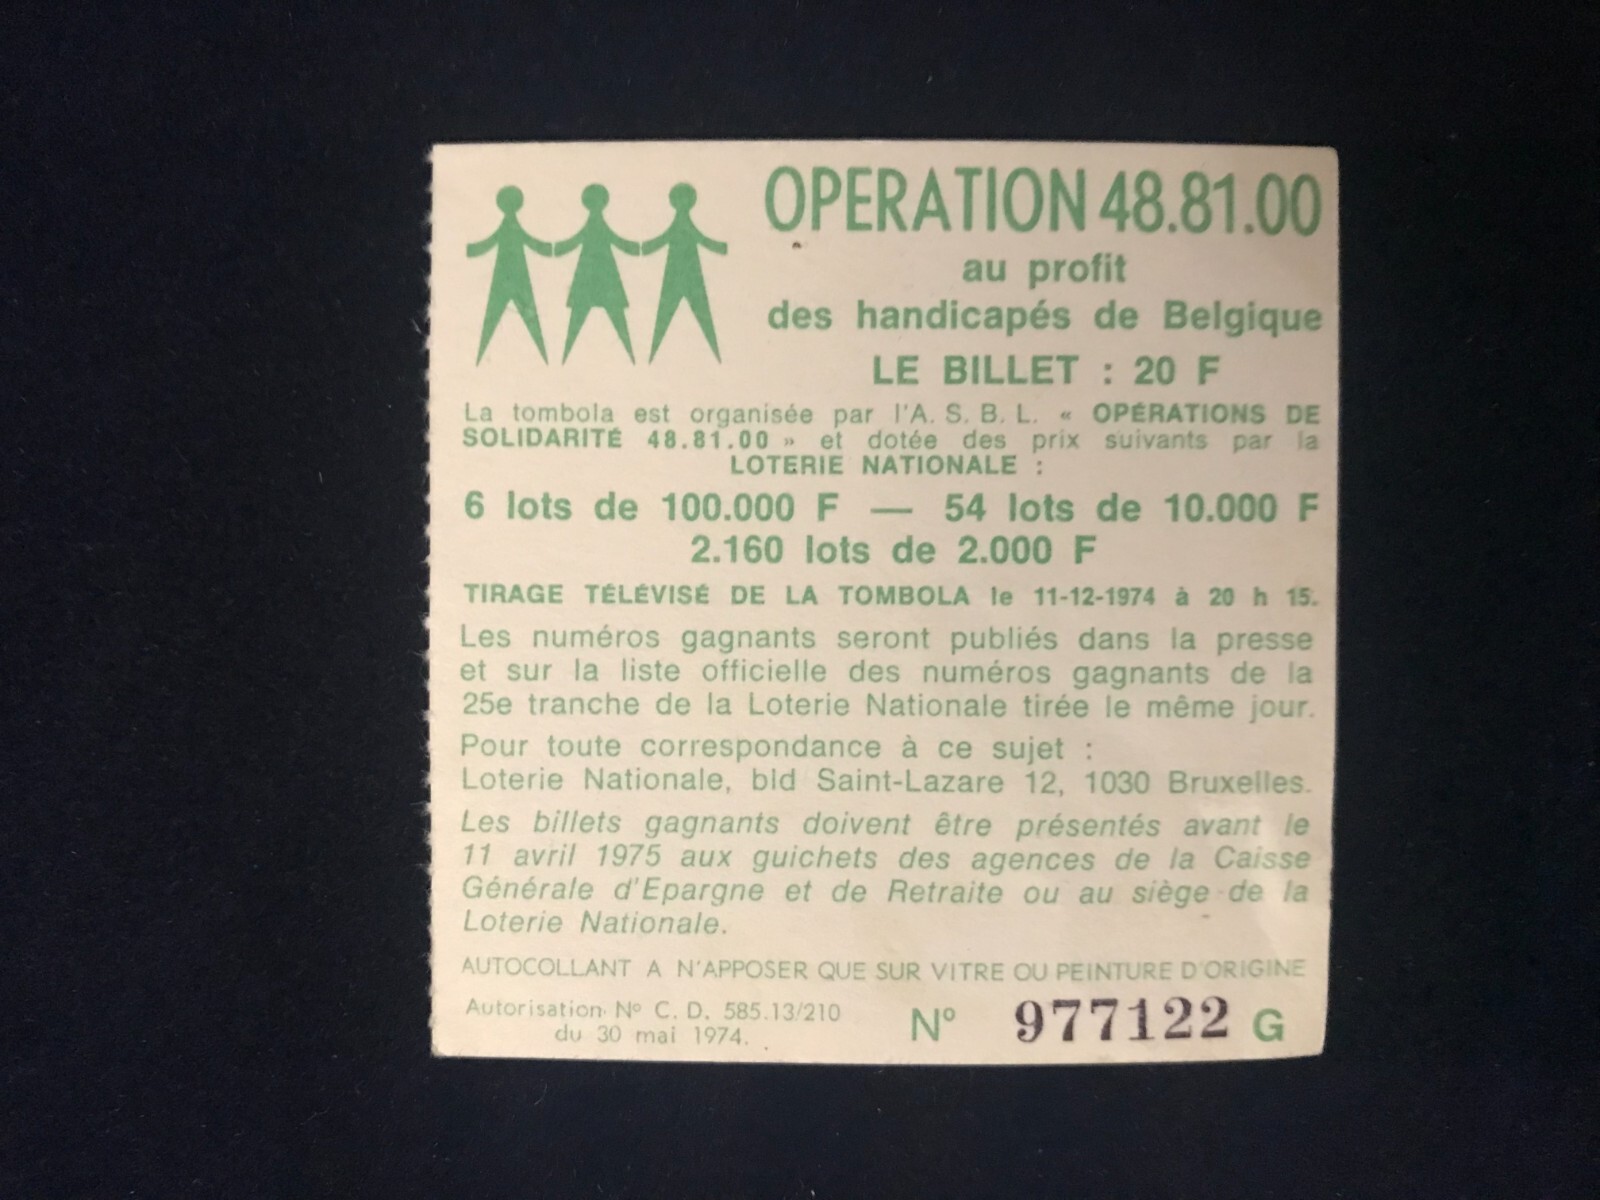 OPERATION 48.81.00
au profit
des handicapés de Belgique
LE BILLET : 20 F
La tombola est organisée par l'A. S. B. L. « OPÉRATIONS DE
SOLIDARITÉ 48.81.00 » et dotée des prix suivants par la
LOTERIE NATIONALE :
6 lots de 100.000 F — 54 lots de 10.000 F
2.160 lots de 2.000 F
TIRAGE TÉLÉVISÉ DE LA TOMBOLA le 11-12-1974 à 20 h 15.
Les numéros gagnants seront publiés dans la presse
et sur la liste officielle des numéros gagnants de la
25e tranche de la Loterie Nationale tirée le même jour.
Pour toute correspondance à ce sujet :
Loterie Nationale, bld Saint-Lazare 12, 1030 Bruxelles.
Les billets gagnants doivent être présentés avant le
11 avril 1975 aux guichets des agences de la Caisse
Générale d'Epargne et de Retraite ou au siège de la
Loterie Nationale.
AUTOCOLLANT A N'APPOSER QUE SUR VITRE OU PEINTURE D'ORIGINE
Autorisation Nº C. D. 585.13/210
du 30 mai 1974.
Nº 977122 G